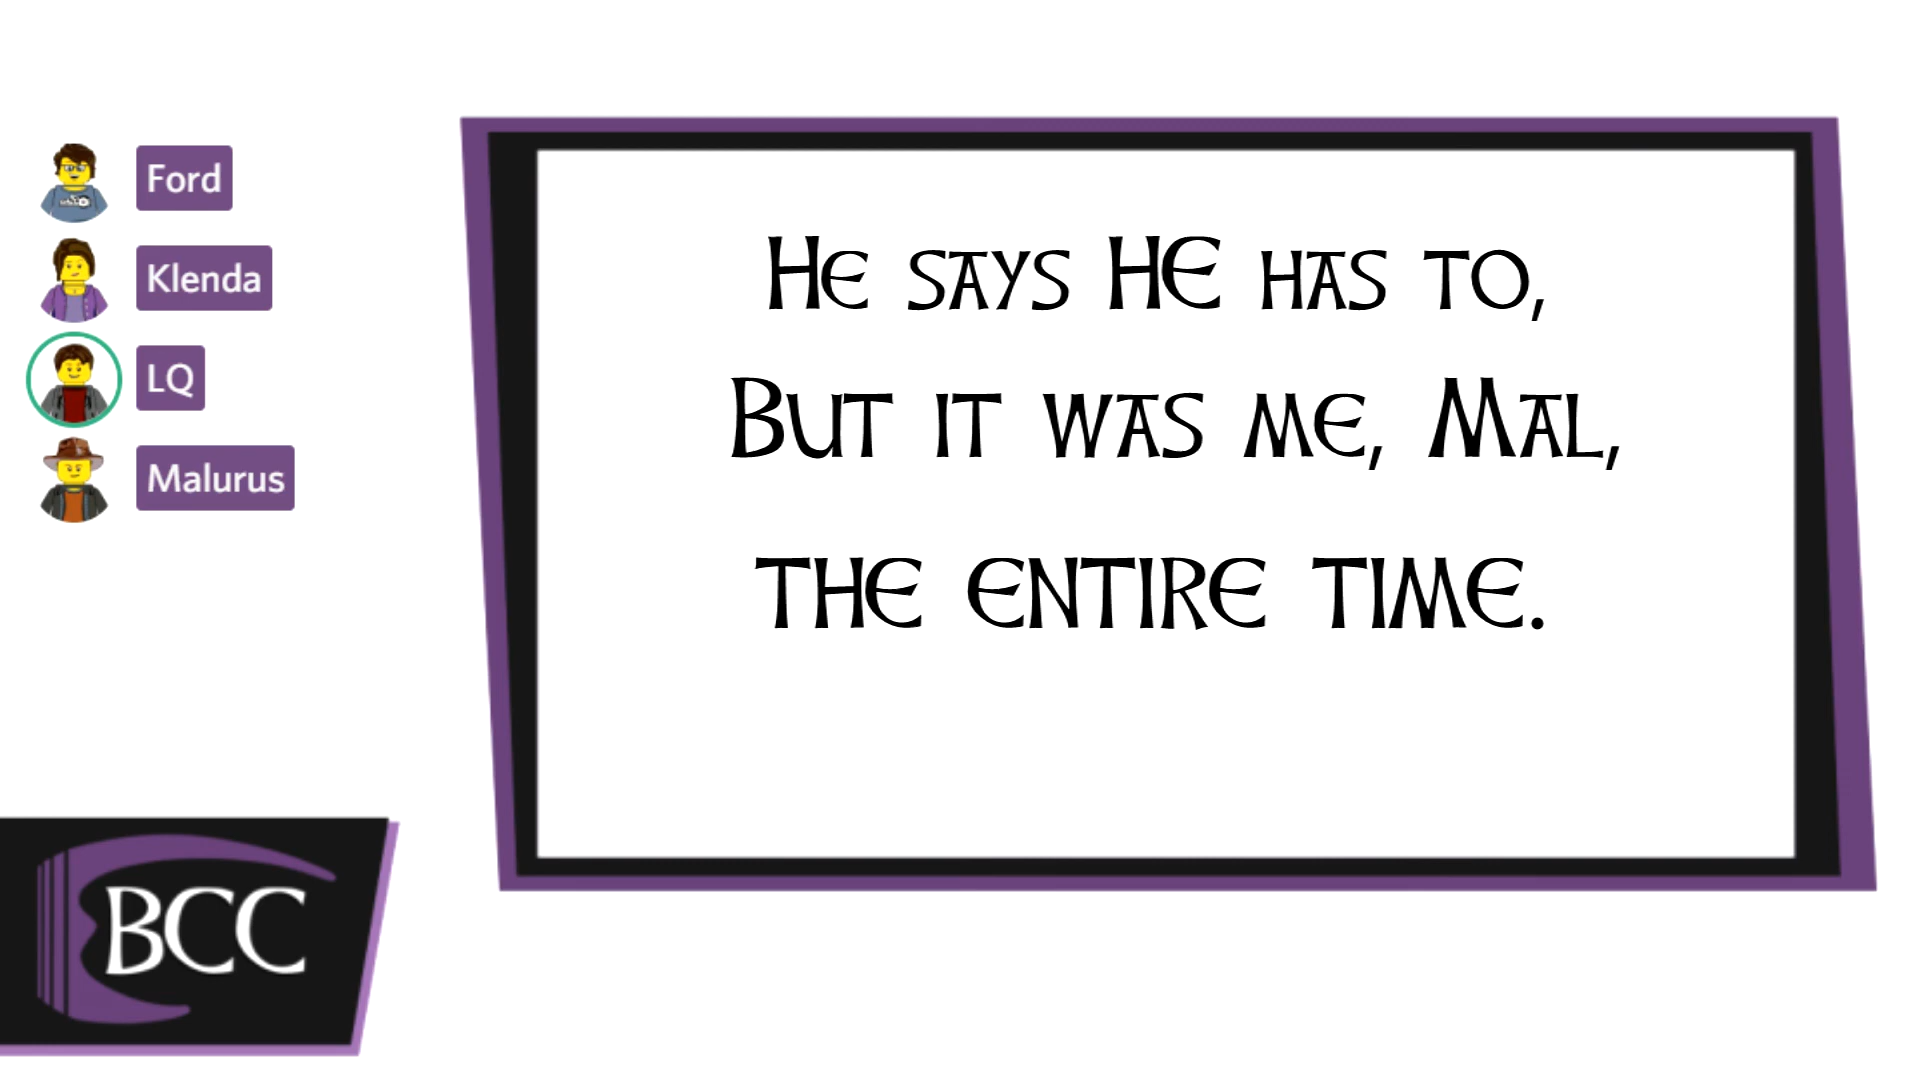 Ford
Klenda
LQ
Malurus
He says HE has to,
But it was me, Mal,
the entire time.
BCC